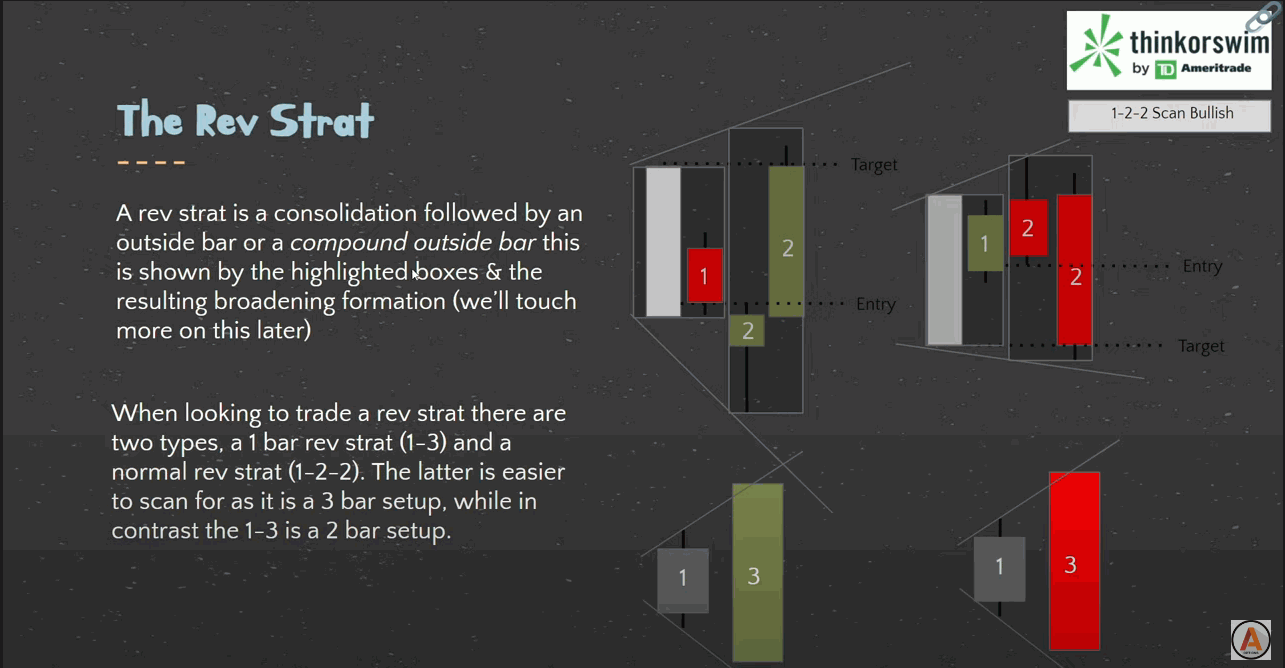 thinkorswim
by TD Ameritrade
1-2-2 Scan Bullish
The Rev Strat
A rev strat is a consolidation followed by an
outside bar or a compound outside bar this
is shown by the highlighted boxes & the
resulting broadening formation (we'll touch
more on this later)
When looking to trade a rev strat there are
two types, a 1 bar rev strat (1-3) and a
normal rev strat (1-2-2). The latter is easier
to scan for as it is a 3 bar setup, while in
contrast the 1-3 is a 2 bar setup.
Target
2
1
Entry
2
2
1
Entry
2
Target
1
3
1
3
A